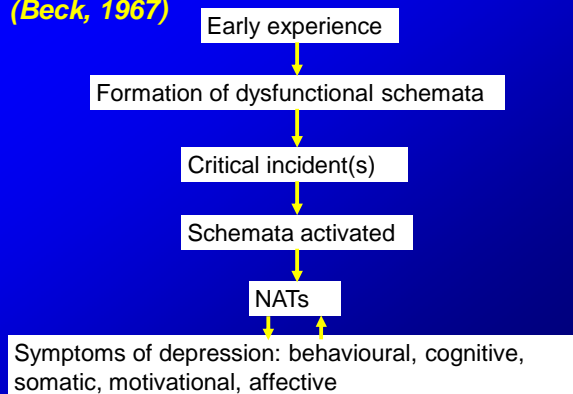 (Beck, 1967)
Early experience
Formation of dysfunctional schemata
Critical incident(s)
Schemata activated
NATs
Symptoms of depression: behavioural, cognitive,
somatic, motivational, affective